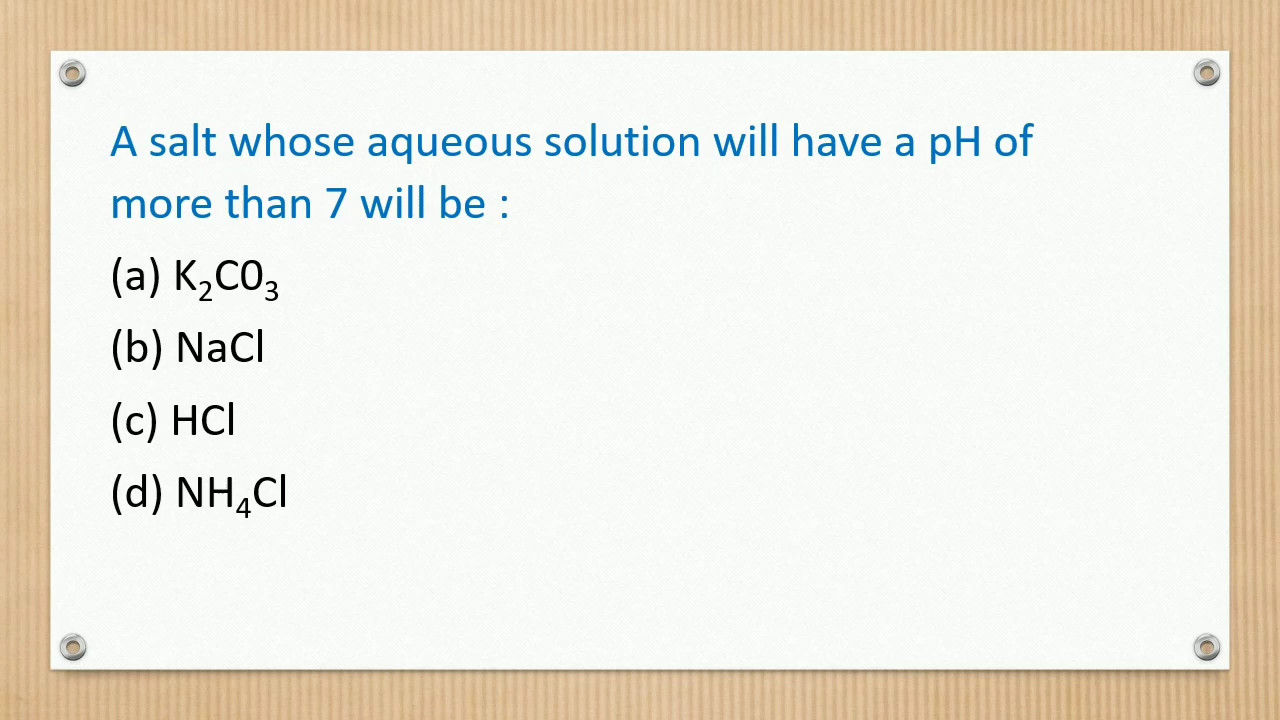 A salt whose aqueous solution will have a pH of
more than 7 will be :
(a) K₂C0₃
(b) NaCl
(c) HCl
(d) NH₄Cl